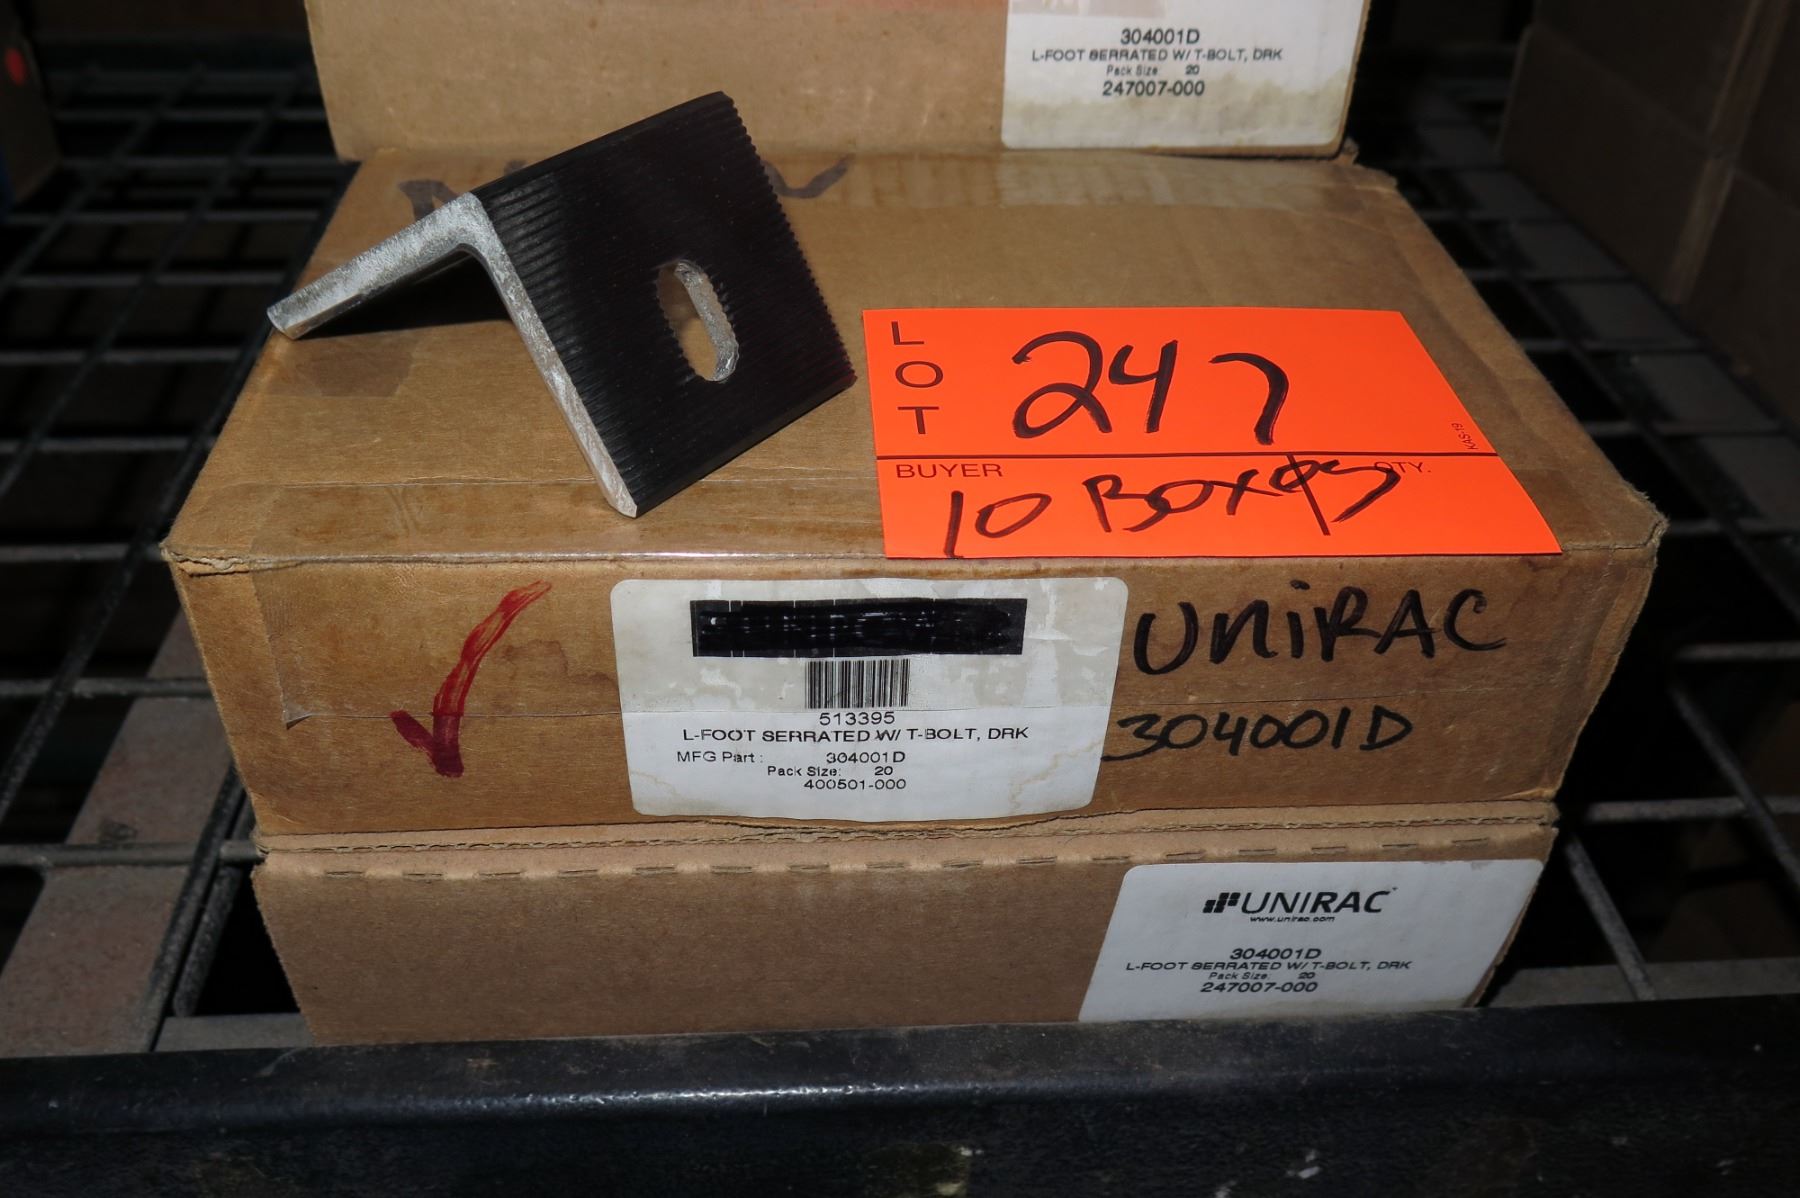 304001D
L-FOOT SERRATED W/ T-BOLT, DRK
Pack Size 20
247007-000
LOT 247
KAS-19
BUYER QTY.
10 BOXES
513395
L-FOOT SERRATED W/ T-BOLT, DRK
MFG Part : 304001D
Pack Size: 20
400501-000
UNIRAC
304001D
UNIRAC
www.unirac.com
304001D
L-FOOT SERRATED W/ T-BOLT, DRK
Pack Size: 20
247007-000